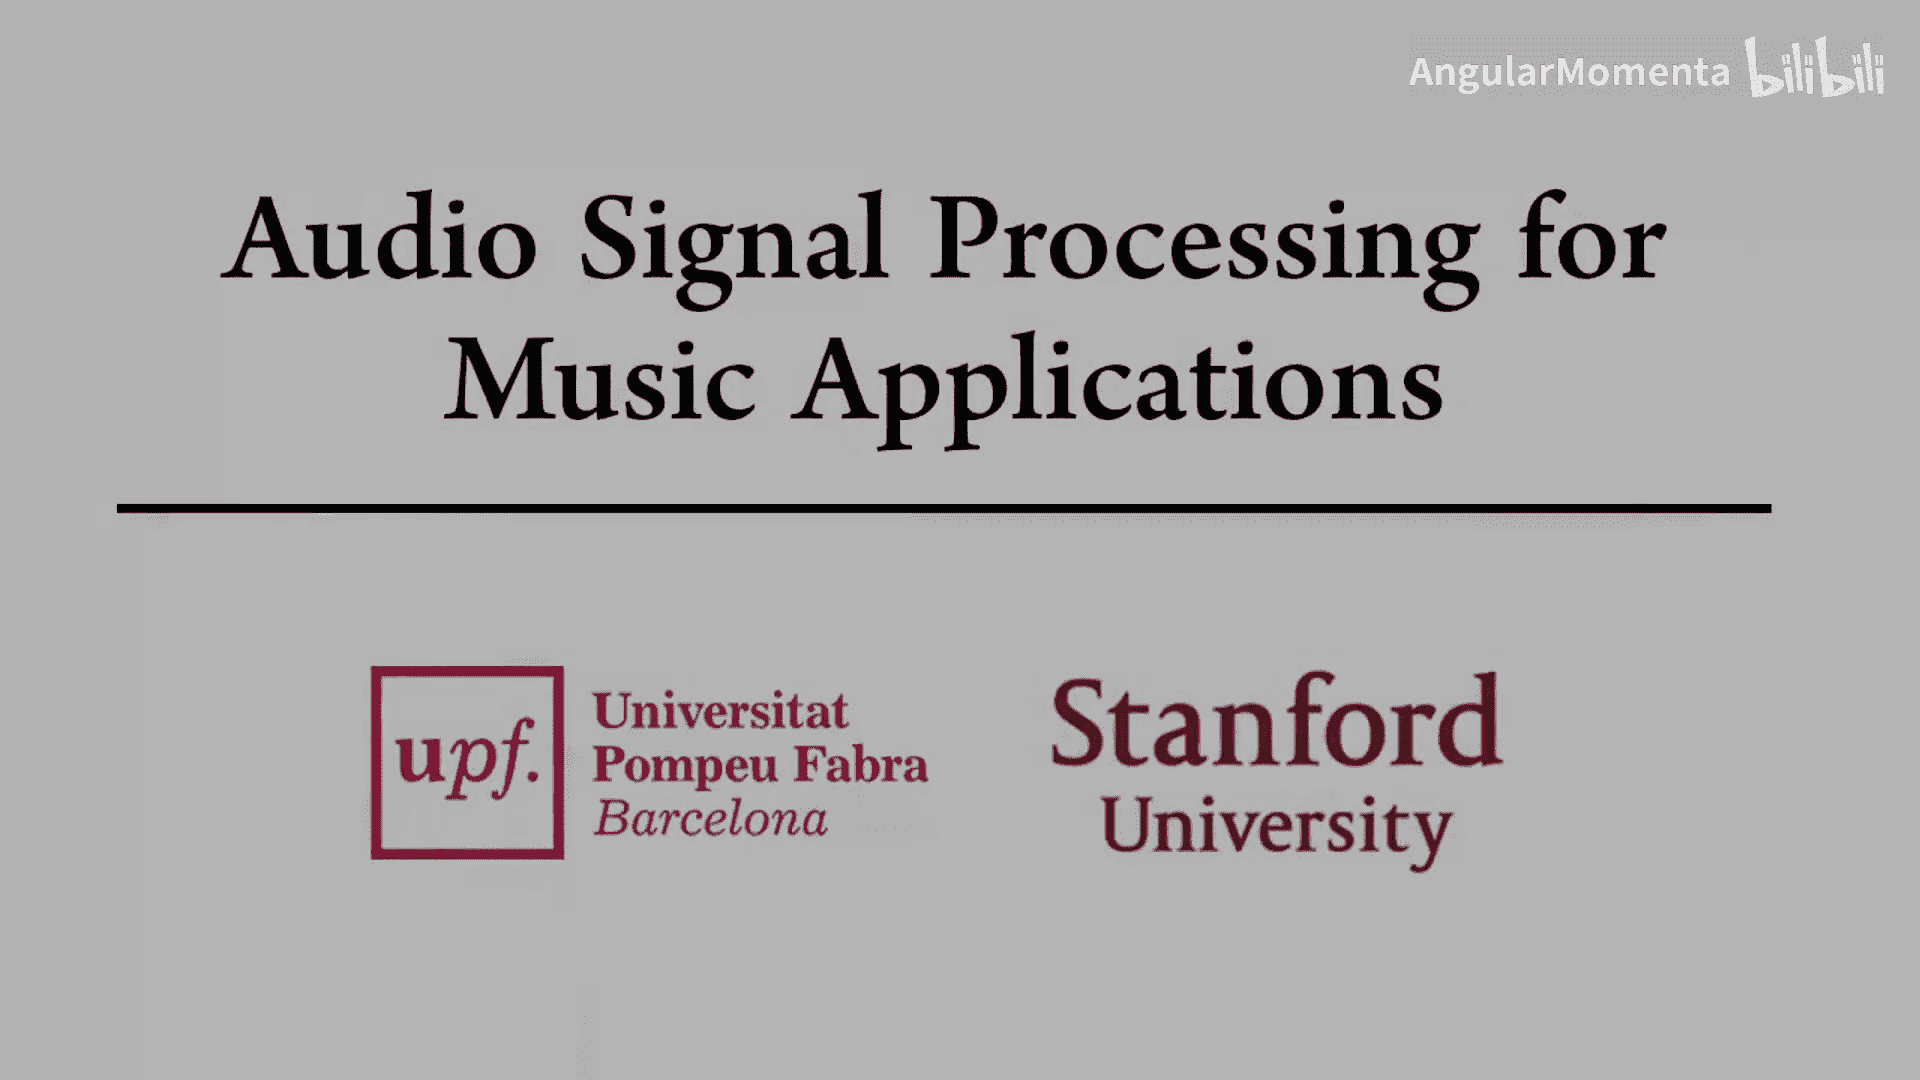 AngularMomenta bilibili
Audio Signal Processing for
Music Applications
upf.
Universitat
Pompeu Fabra
Barcelona
Stanford
University